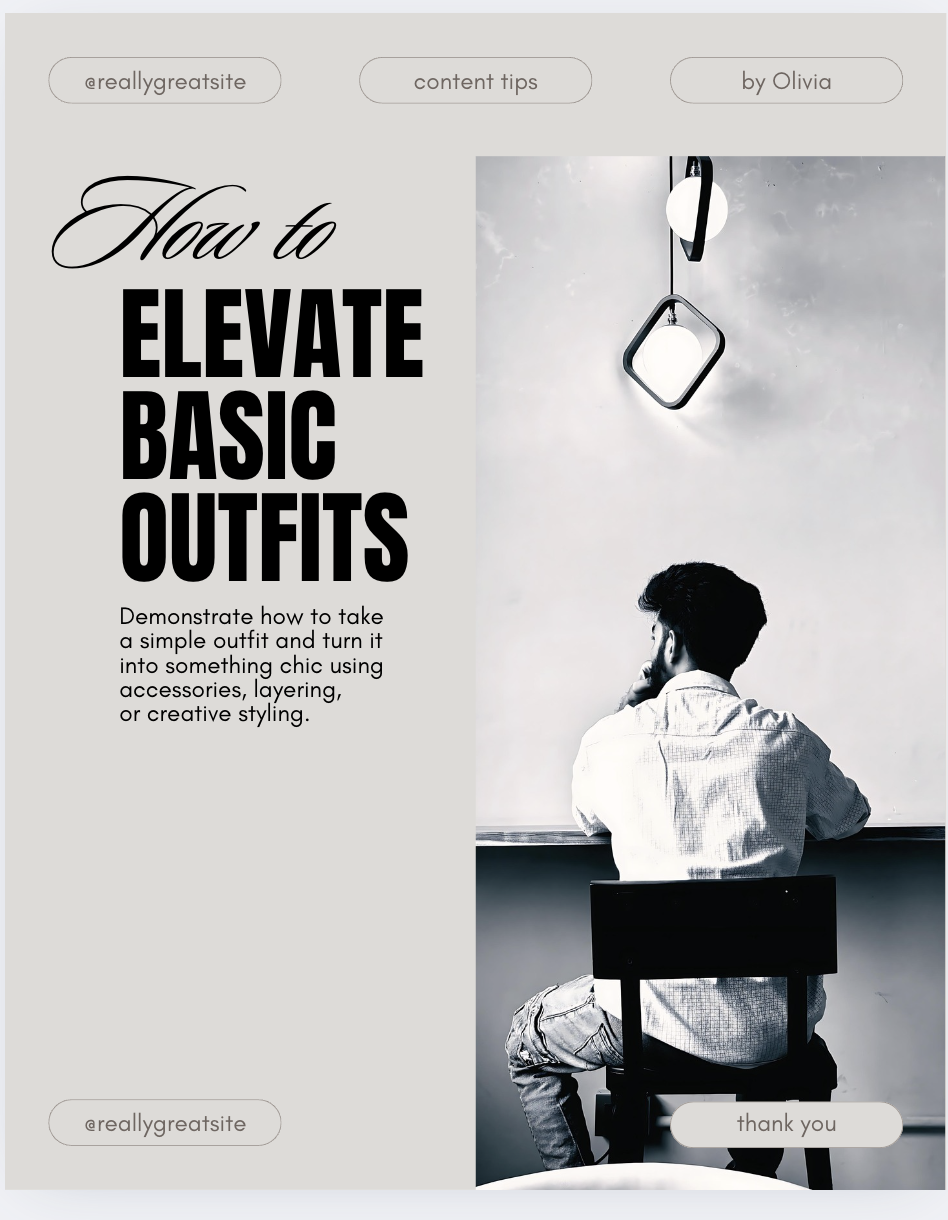 @reallygreatsite
content tips
by Olivia
How to
ELEVATE
BASIC
OUTFITS
Demonstrate how to take
a simple outfit and turn it
into something chic using
accessories, layering,
or creative styling.
@reallygreatsite
thank you